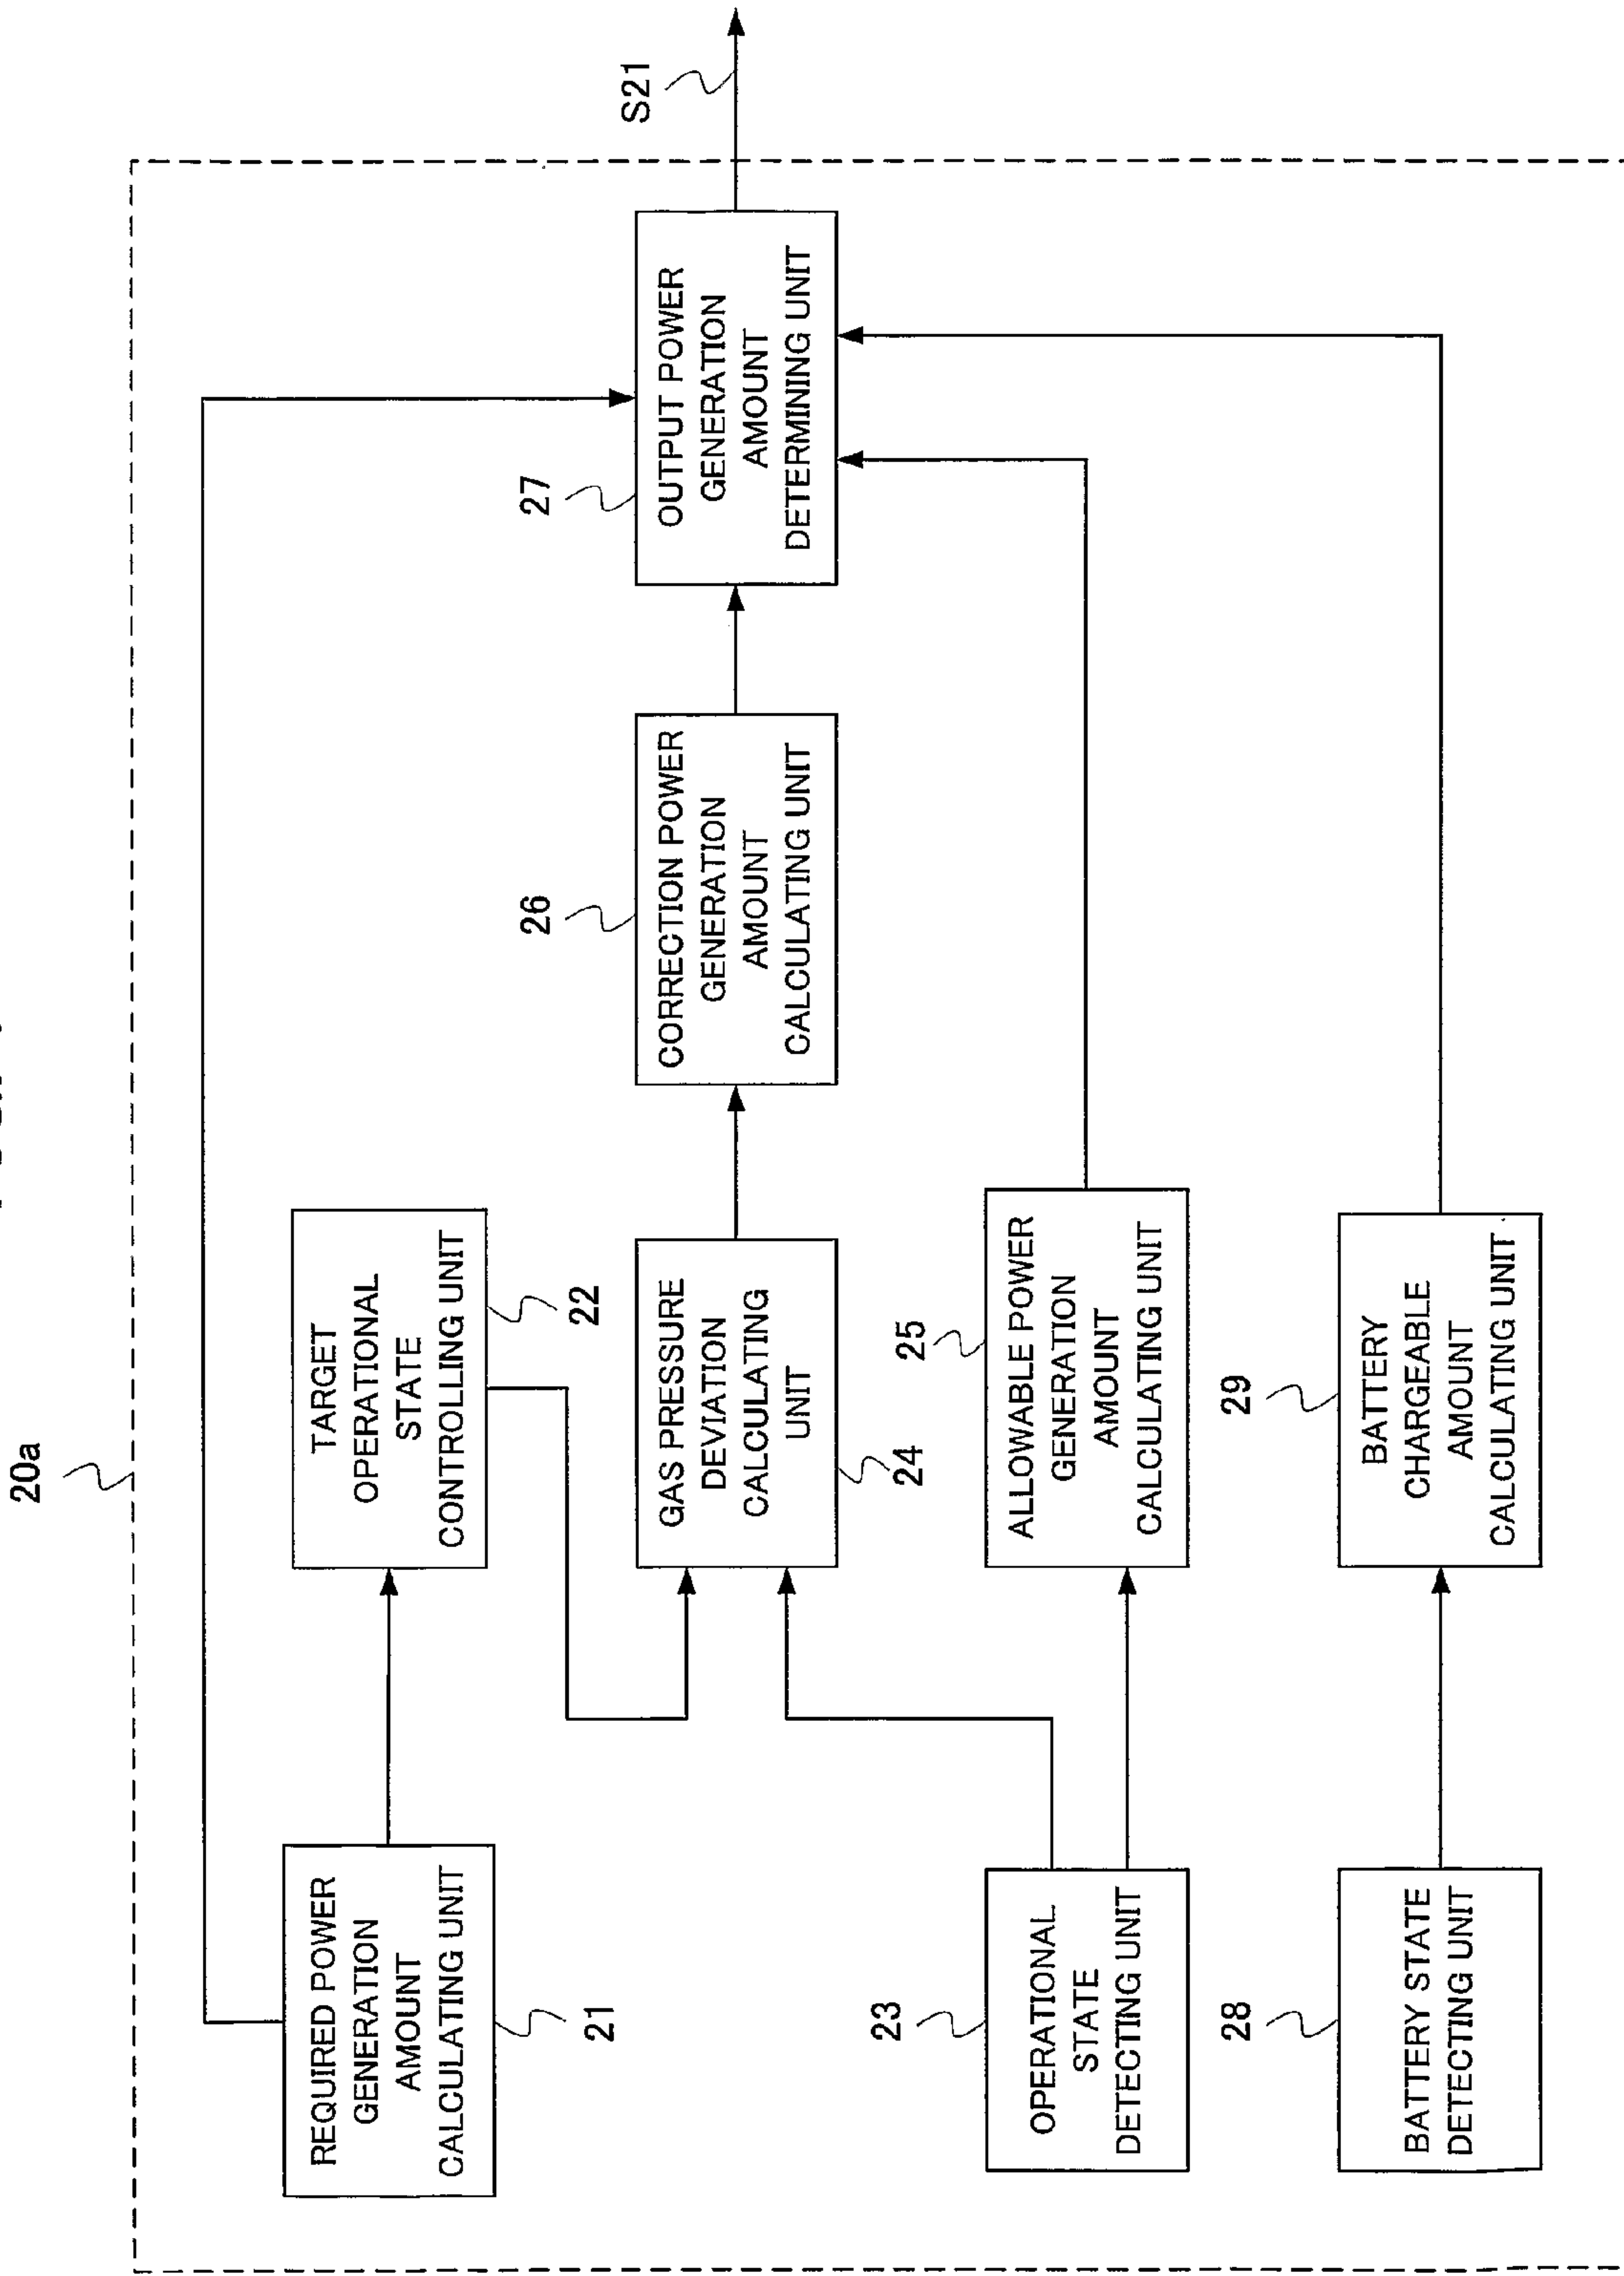 20a
REQUIRED POWER
GENERATION
AMOUNT
CALCULATING UNIT
21
TARGET
OPERATIONAL
STATE
CONTROLLING UNIT
22
OPERATIONAL
STATE
DETECTING UNIT
23
GAS PRESSURE
DEVIATION
CALCULATING
UNIT
24
ALLOWABLE POWER
GENERATION
AMOUNT
CALCULATING UNIT
25
CORRECTION POWER
GENERATION
AMOUNT
CALCULATING UNIT
26
OUTPUT POWER
GENERATION
AMOUNT
DETERMINING UNIT
27
S21
BATTERY STATE
DETECTING UNIT
28
BATTERY
CHARGEABLE
AMOUNT
CALCULATING UNIT
29